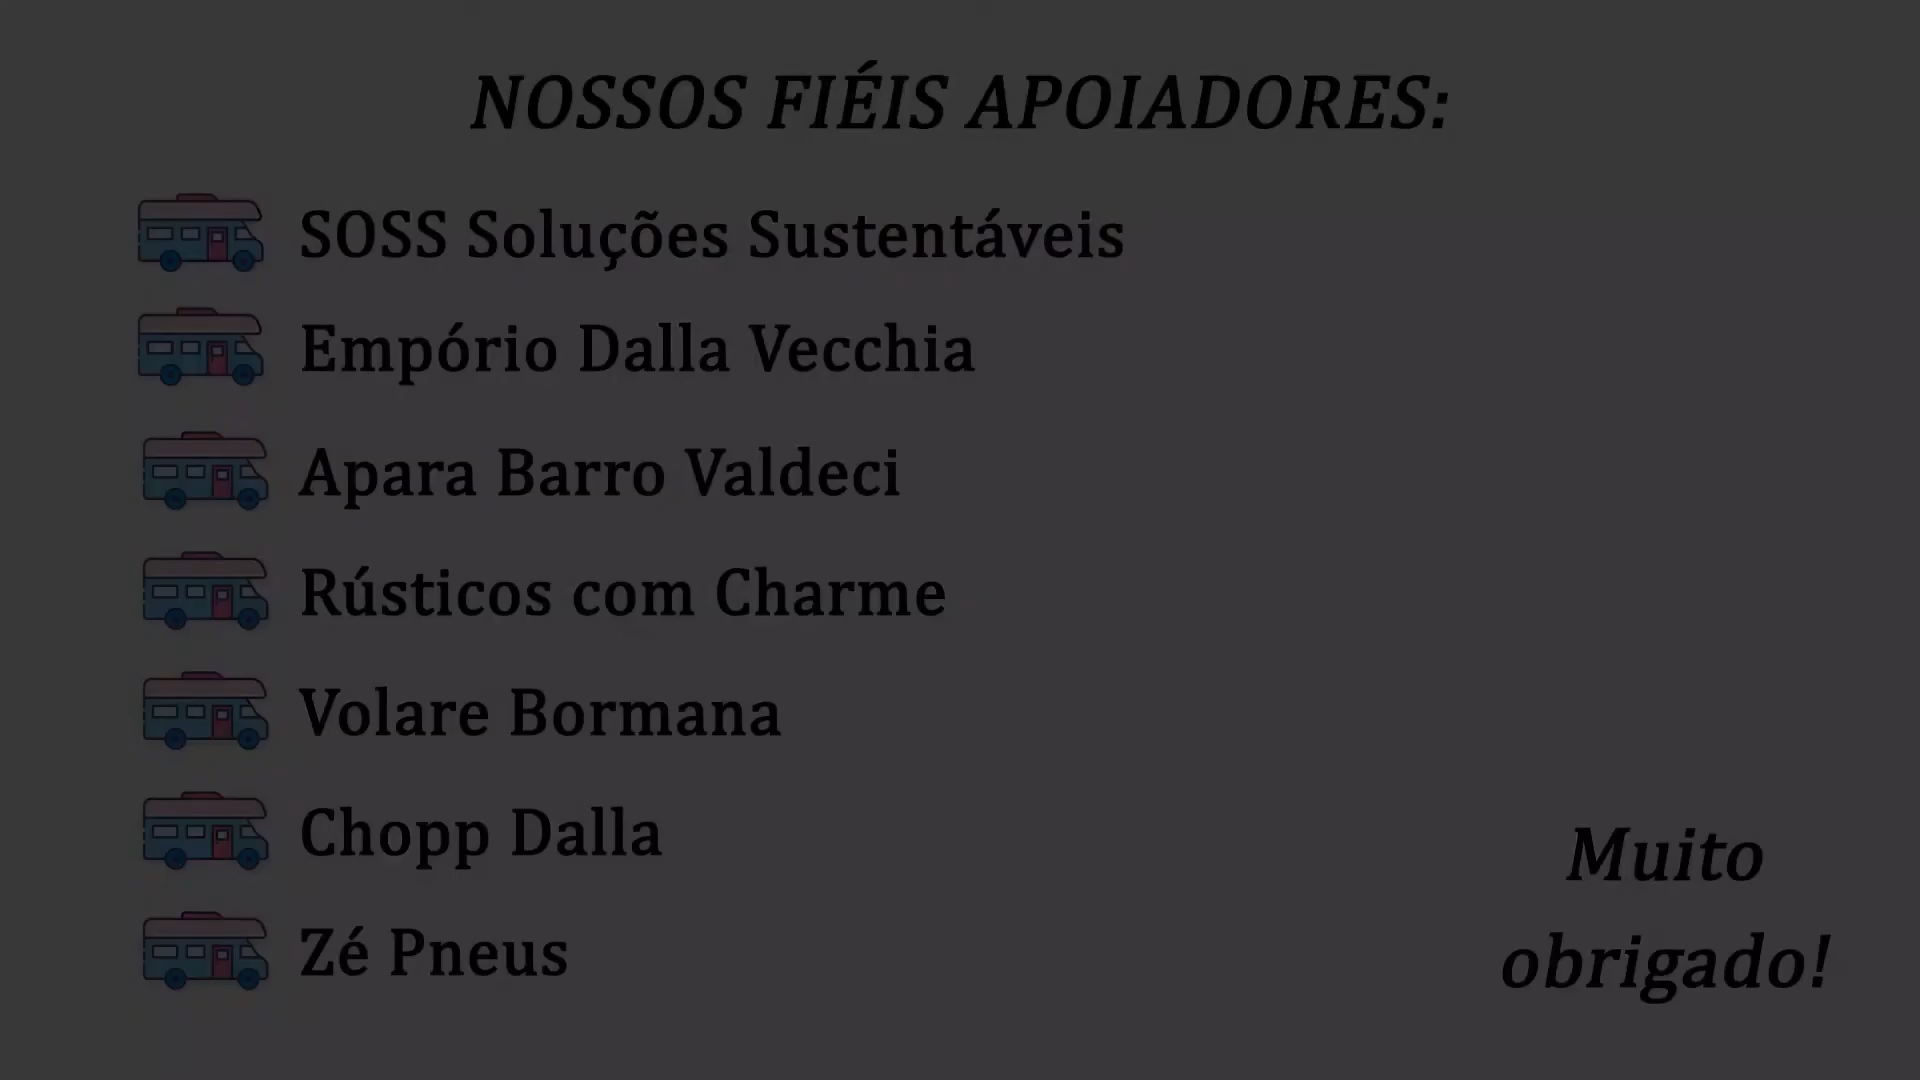 NOSSOS FIÉIS APOIADORES:
SOSS Soluções Sustentáveis
Empório Dalla Vecchia
Apara Barro Valdeci
Rústicos com Charme
Volare Bormana
Chopp Dalla
Zé Pneus
Muito
obrigado!